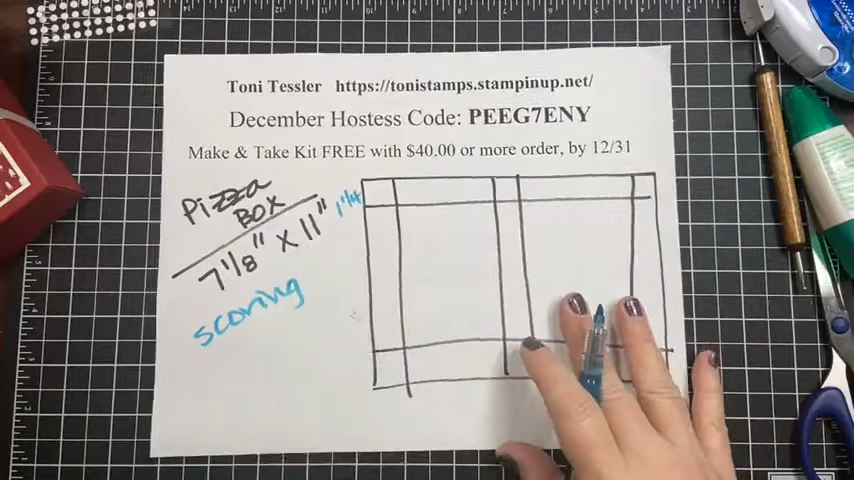 Toni Tessler https://tonistamps.stampinup.net/
December Hostess Code: PEEG7ENY
Make & Take Kit FREE with $40.00 or more order, by 12/31
Pizza
Box
7 1/8" x 11"
scoring
1 1/4